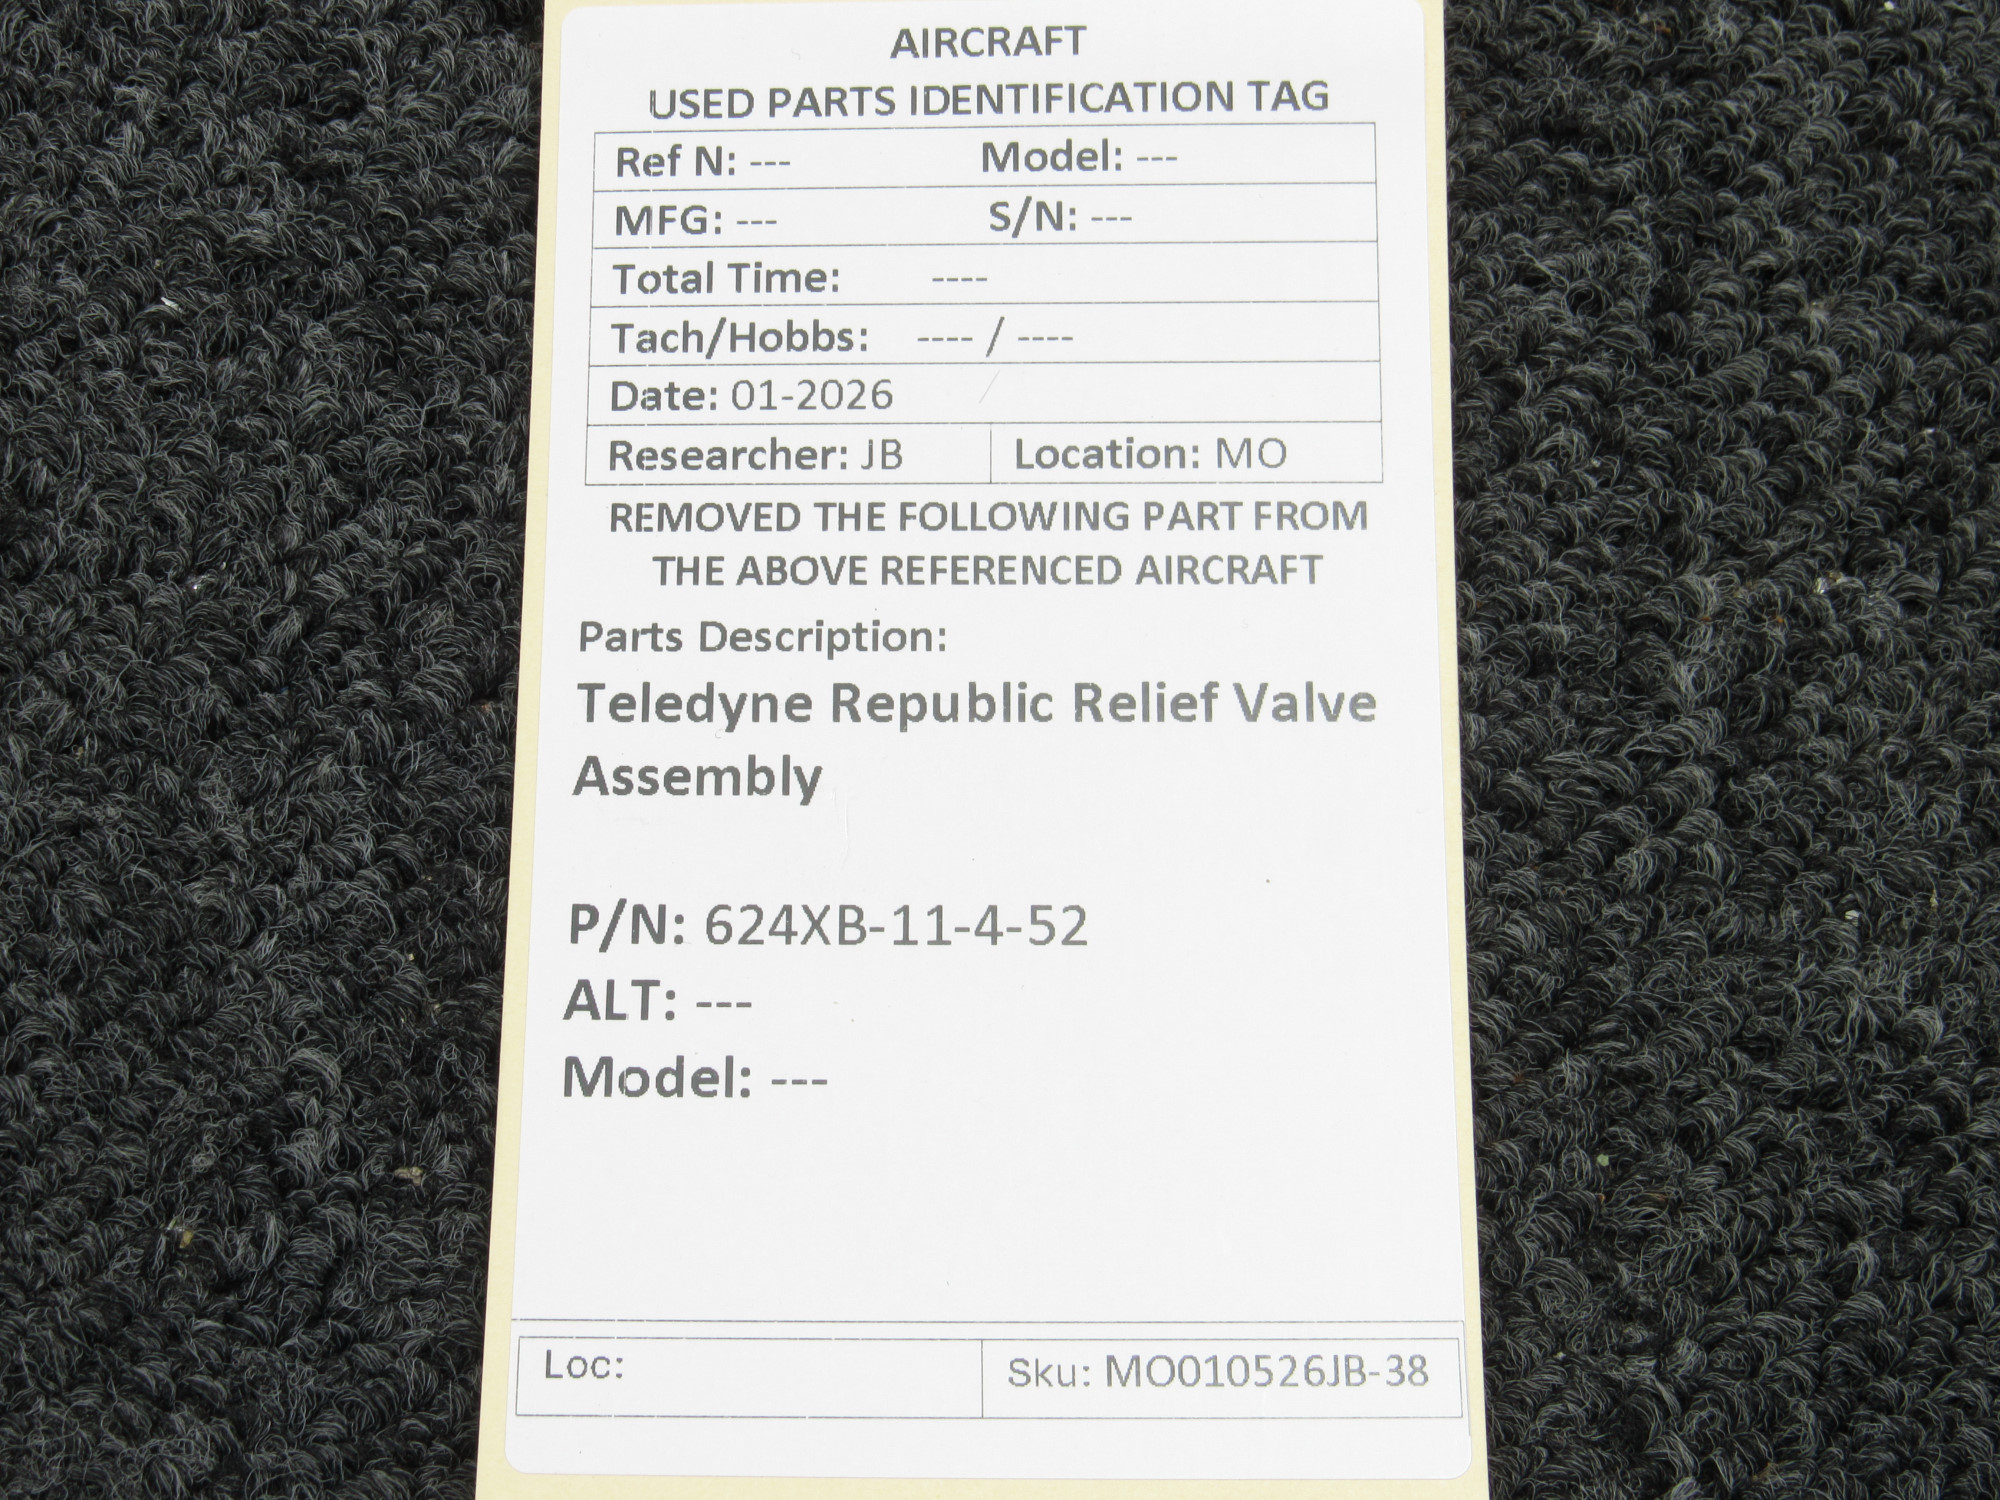 AIRCRAFT
USED PARTS IDENTIFICATION TAG
Ref N: --- Model: ---
MFG: --- S/N: ---
Total Time: ----
Tach/Hobbs: ---- / ----
Date: 01-2026
Researcher: JB Location: MO
REMOVED THE FOLLOWING PART FROM
THE ABOVE REFERENCED AIRCRAFT
Parts Description:
Teledyne Republic Relief Valve
Assembly
P/N: 624XB-11-4-52
ALT: ---
Model: ---
Loc: Sku: MO010526JB-38